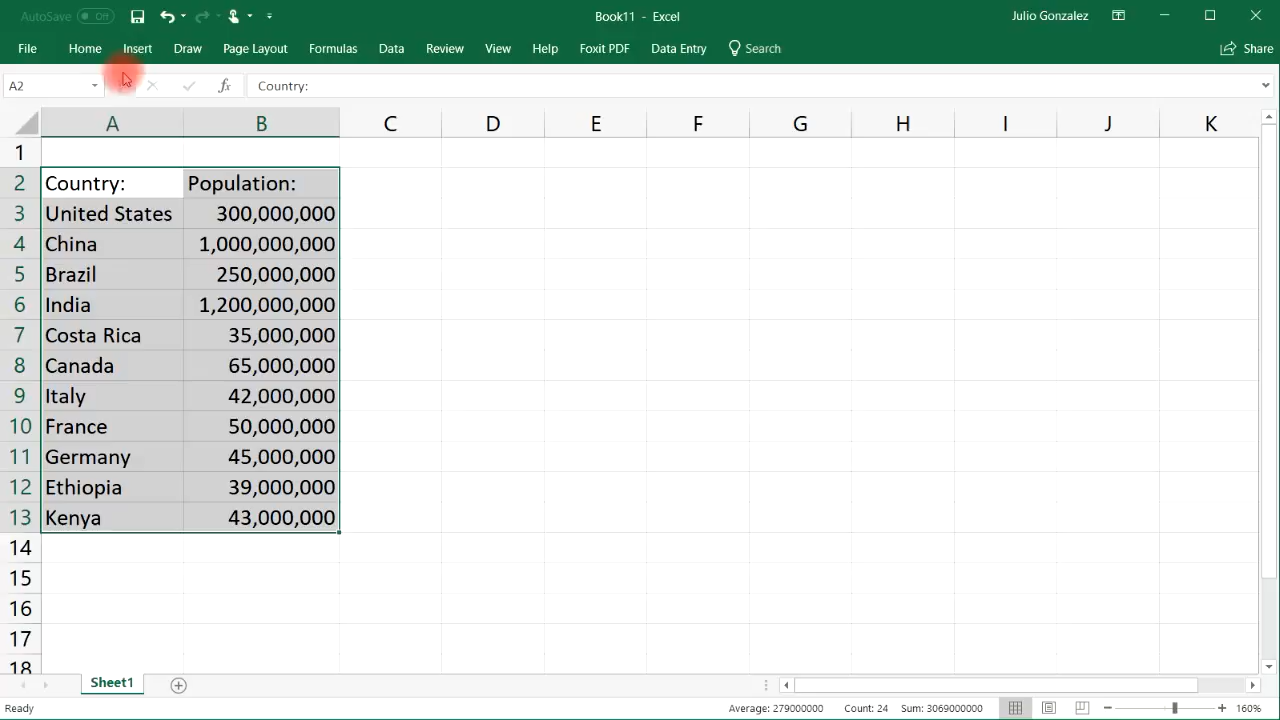 AutoSave Off Book11 - Excel Julio Gonzalez
File Home Insert Draw Page Layout Formulas Data Review View Help Foxit PDF Data Entry Search Share
A2 fx Country:
A B C D E F G H I J K
1
2 Country: Population:
3 United States 300,000,000
4 China 1,000,000,000
5 Brazil 250,000,000
6 India 1,200,000,000
7 Costa Rica 35,000,000
8 Canada 65,000,000
9 Italy 42,000,000
10 France 50,000,000
11 Germany 45,000,000
12 Ethiopia 39,000,000
13 Kenya 43,000,000
14
15
16
17
18
Sheet1
Ready Average: 279000000 Count: 24 Sum: 3069000000 160%